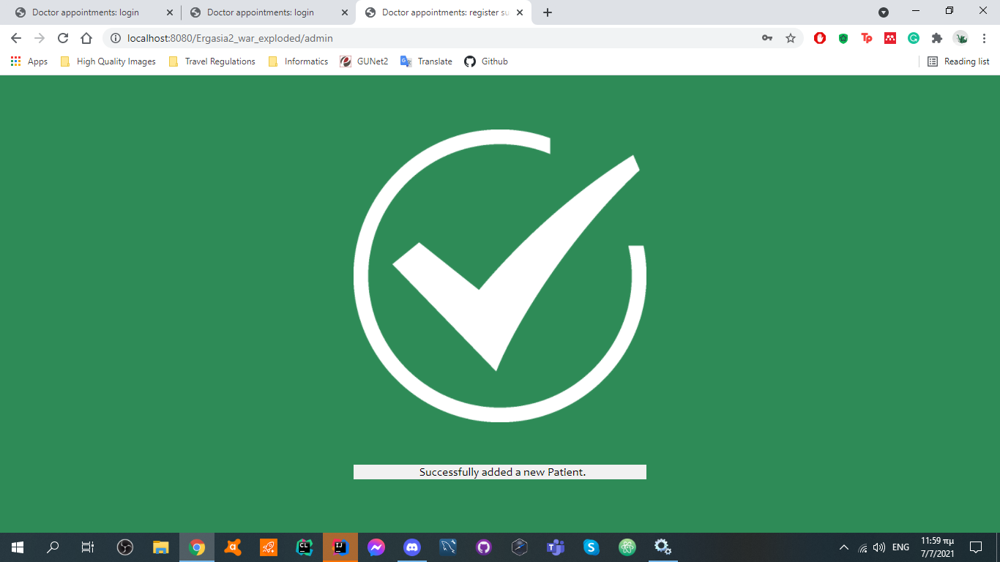 Doctor appointments: login
Doctor appointments: login
Doctor appointments: register su
localhost:8080/Ergasia2_war_exploded/admin
Apps
High Quality Images
Travel Regulations
Informatics
GUNet2
Translate
Github
Reading list
Successfully added a new Patient.
ENG
11:59 πμ
7/7/2021